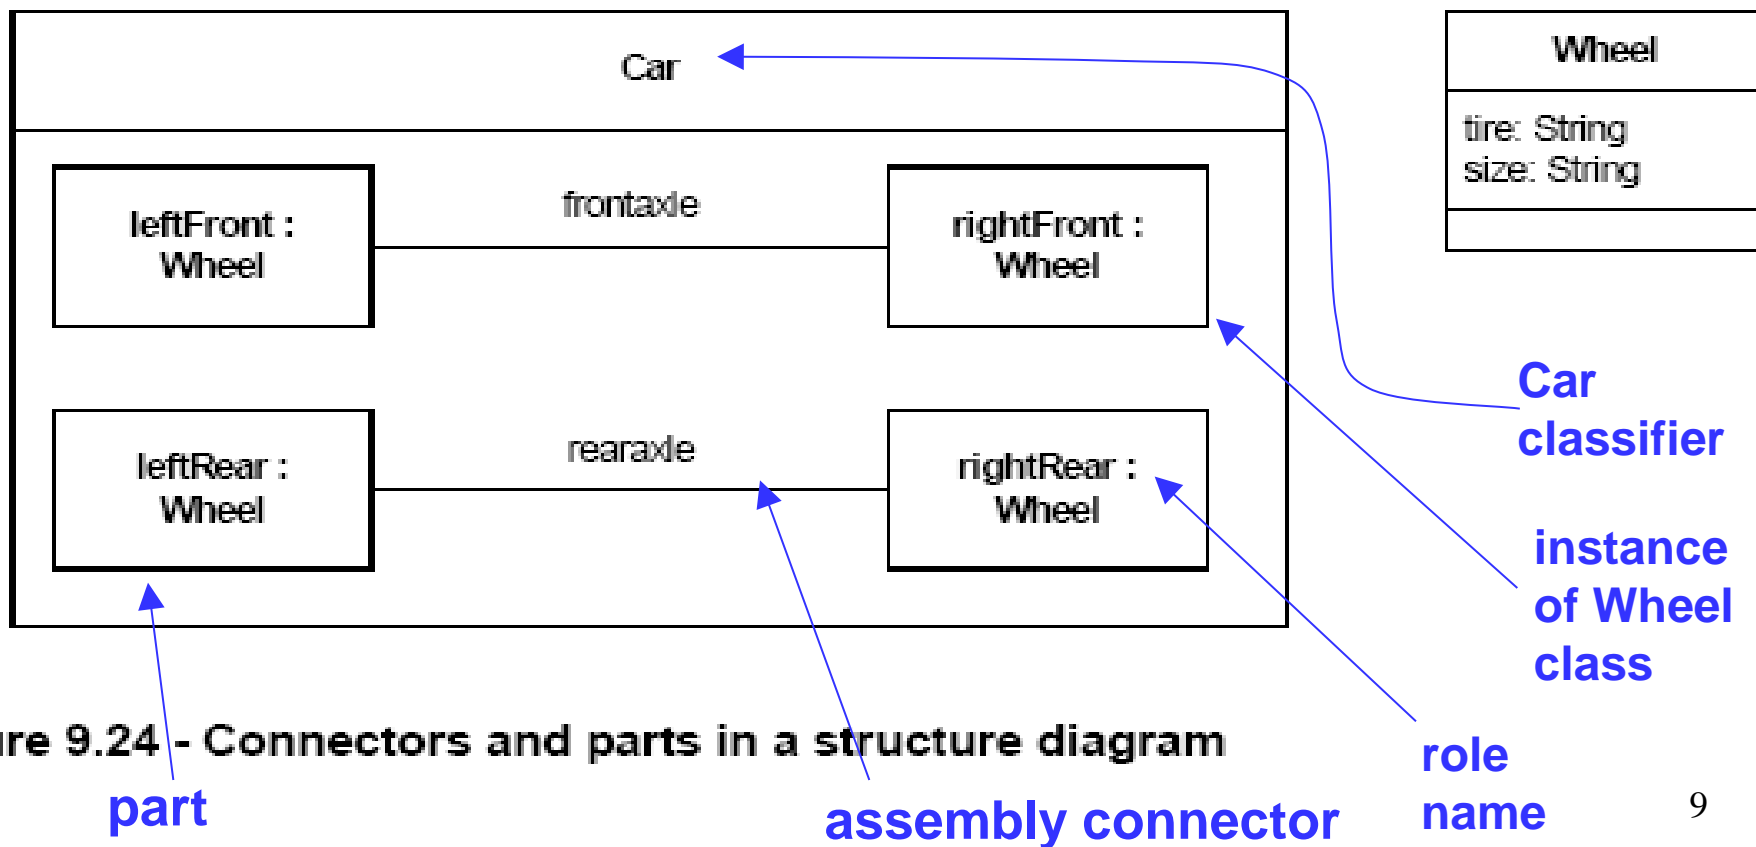 Car
Wheel
tire: String
size: String
leftFront :
Wheel
frontaxle
rightFront :
Wheel
leftRear :
Wheel
rearaxle
rightRear :
Wheel
Car
classifier
instance
of Wheel
class
re 9.24 - Connectors and parts in a structure diagram
part
assembly connector
role
name
9